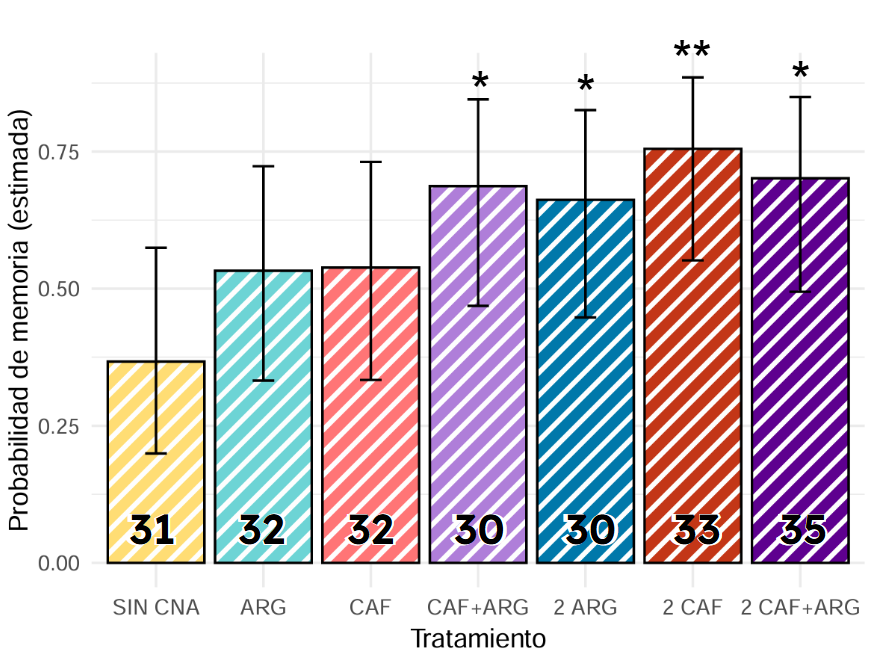 **
*
*
*
Probabilidad de memoria (estimada)
0.75
0.50
0.25
0.00
31
32
32
30
30
33
35
SIN CNA
ARG
CAF
CAF+ARG
2 ARG
2 CAF
2 CAF+ARG
Tratamiento